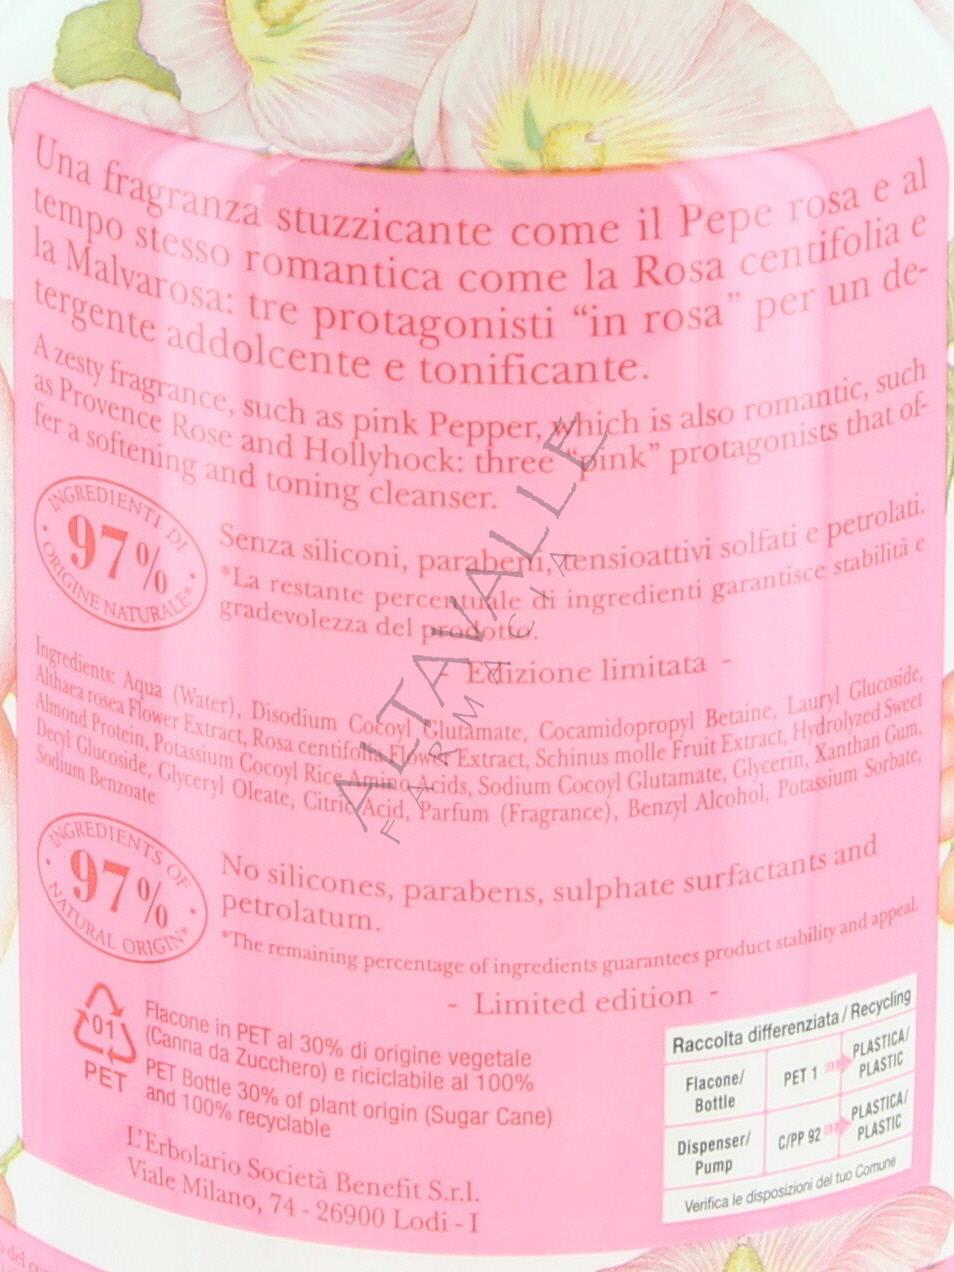 Una fragranza stuzzicante come il Pepe rosa e al
tempo stesso romantica come la Rosa centifolia e
la Malvarosa: tre protagonisti “in rosa” per un de-
tergente addolcente e tonificante.
A zesty fragrance, such as pink Pepper, which is also romantic, such
as Provence Rose and Hollyhock: three “pink” protagonists that of-
fer a softening and toning cleanser.
INGREDIENTI DI
97%
ORIGINE NATURALE*
Senza siliconi, parabeni, tensioattivi solfati e petrolati.
*La restante percentuale di ingredienti garantisce stabilità e
gradevolezza del prodotto.
- Edizione limitata -
Ingredients: Aqua (Water), Disodium Cocoyl Glutamate, Cocamidopropyl Betaine, Lauryl Glucoside,
Althaea rosea Flower Extract, Rosa centifolia Flower Extract, Schinus molle Fruit Extract, Hydrolyzed Sweet
Almond Protein, Potassium Cocoyl Rice Amino Acids, Sodium Cocoyl Glutamate, Glycerin, Xanthan Gum,
Decyl Glucoside, Glyceryl Oleate, Citric Acid, Parfum (Fragrance), Benzyl Alcohol, Potassium Sorbate,
Sodium Benzoate
INGREDIENTS OF
97%
NATURAL ORIGIN*
No silicones, parabens, sulphate surfactants and
petrolatum.
*The remaining percentage of ingredients guarantees product stability and appeal.
- Limited edition -
01
PET
Flacone in PET al 30% di origine vegetale
(Canna da Zucchero) e riciclabile al 100%
PET Bottle 30% of plant origin (Sugar Cane)
and 100% recyclable
Raccolta differenziata / Recycling
Flacone/
Bottle
PET 1
PLASTICA/
PLASTIC
Dispenser/
Pump
C/PP 92
PLASTICA/
PLASTIC
Verifica le disposizioni del tuo Comune
L'Erbolario Società Benefit S.r.l.
Viale Milano, 74 - 26900 Lodi - I
ALTAVALLE
FARMACIA